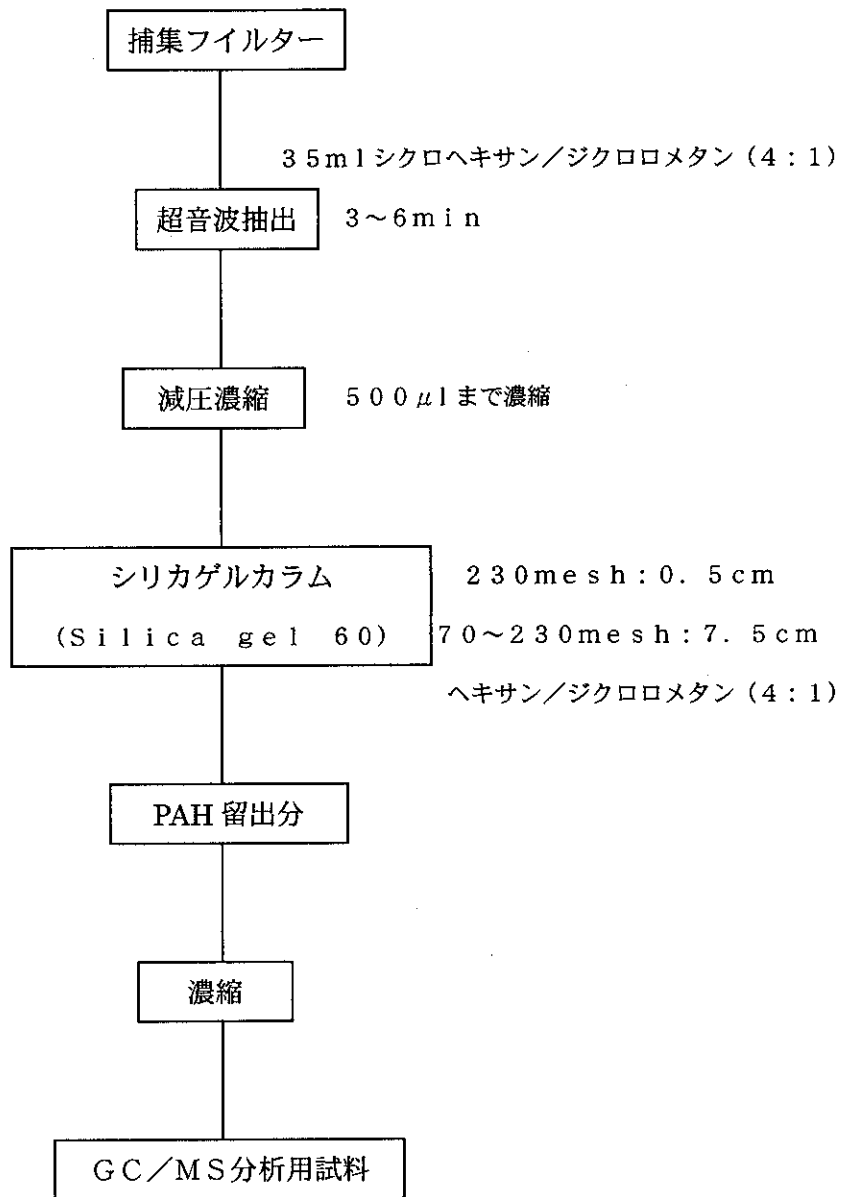 捕集フイルター
35mlシクロヘキサン/ジクロロメタン(4:1)
超音波抽出 3~6min
減圧濃縮 500μlまで濃縮
シリカゲルカラム 230mesh:0.5cm
(Silica gel 60) 70~230mesh:7.5cm
ヘキサン/ジクロロメタン(4:1)
PAH 留出分
濃縮
GC/MS分析用試料